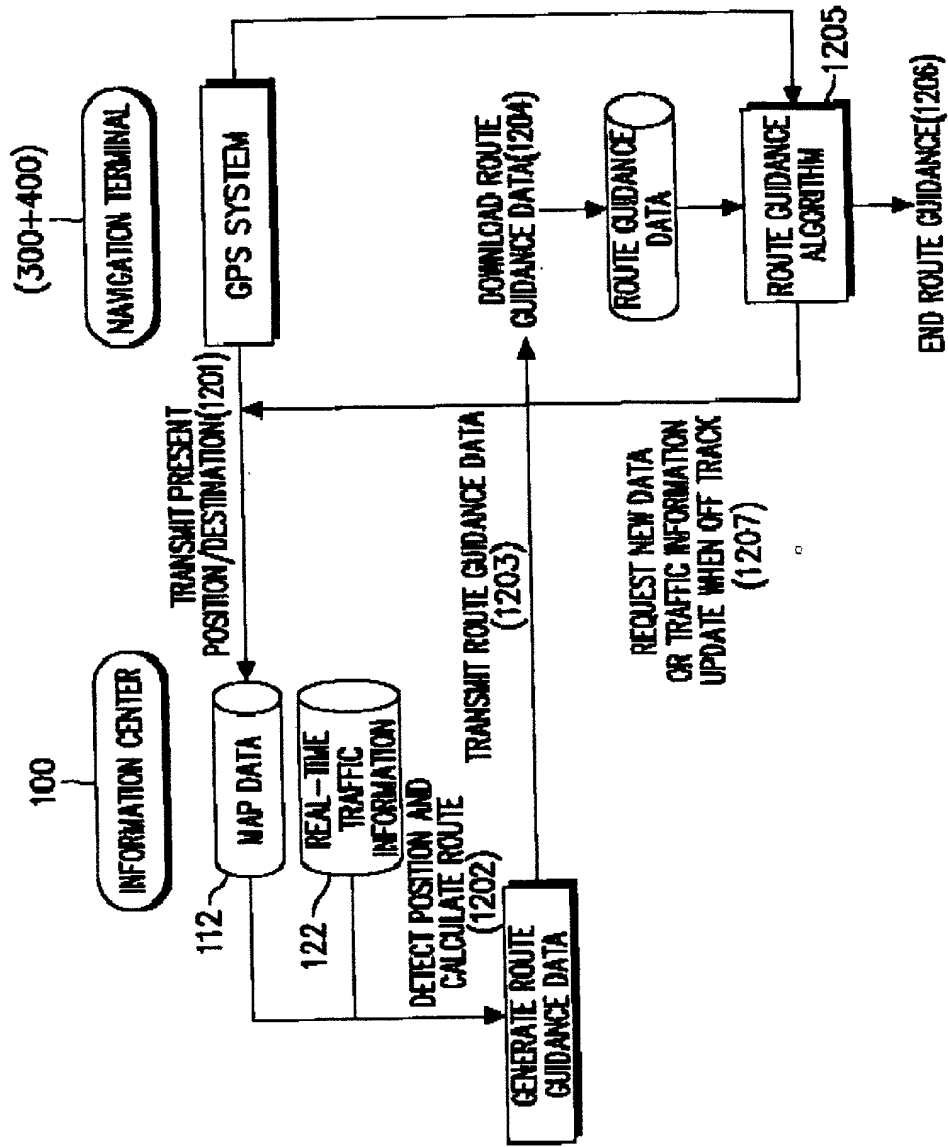 100
INFORMATION CENTER
(300+400)
NAVIGATION TERMINAL
112
MAP DATA
122
REAL-TIME
TRAFFIC
INFORMATION
TRANSMIT PRESENT
POSITION/DESTINATION(1201)
GPS SYSTEM
DETECT POSITION AND
CALCULATE ROUTE
(1202)
GENERATE ROUTE
GUIDANCE DATA
TRANSMIT ROUTE GUIDANCE DATA
(1203)
DOWNLOAD ROUTE
GUIDANCE DATA(1204)
ROUTE GUIDANCE
DATA
ROUTE GUIDANCE
ALGORITHM
1205
REQUEST NEW DATA
OR TRAFFIC INFORMATION
UPDATE WHEN OFF TRACK
(1207)
END ROUTE GUIDANCE(1206)